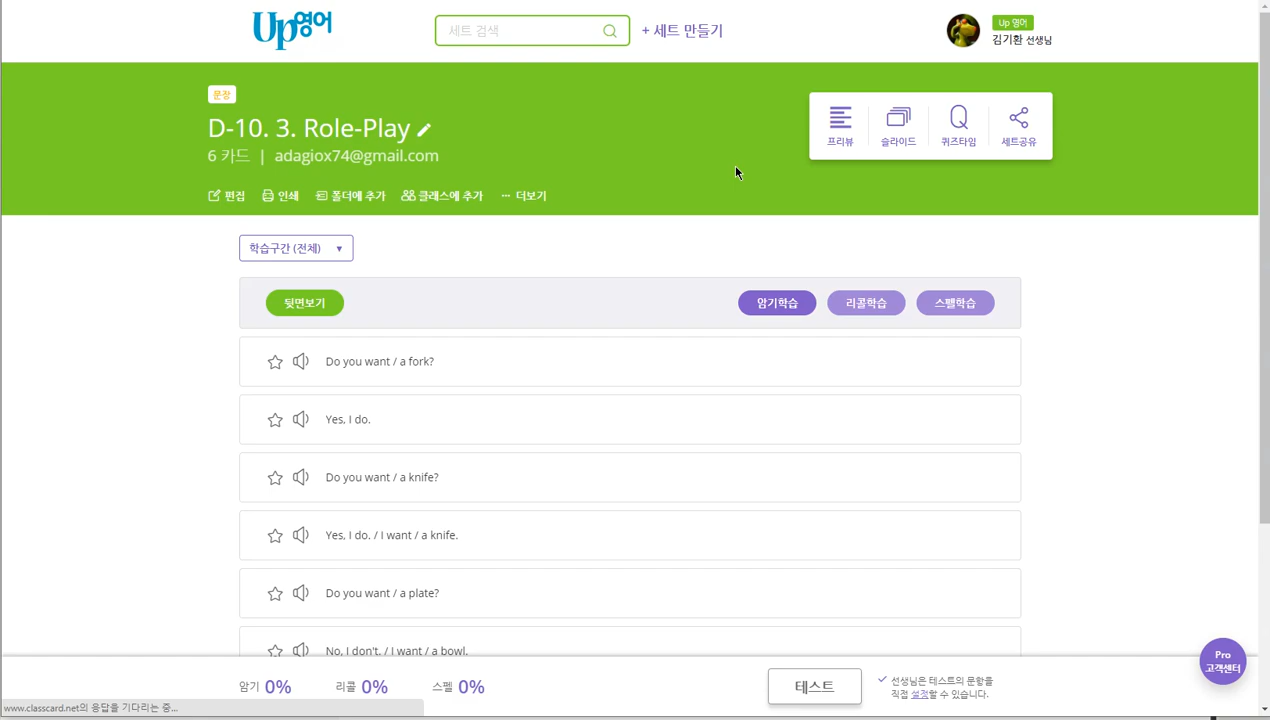 Up영어
세트 검색
+ 세트 만들기
Up 영어
김기환 선생님
문장
D-10. 3. Role-Play
6 카드 | adagiox74@gmail.com
프리뷰
슬라이드
퀴즈타임
세트공유
편집
인쇄
폴더에 추가
클래스에 추가
··· 더보기
학습구간 (전체) ▼
뒷면보기
암기학습
리콜학습
스펠학습
Do you want / a fork?
Yes, I do.
Do you want / a knife?
Yes, I do. / I want / a knife.
Do you want / a plate?
No, I don't. / I want / a bowl.
Pro
고객센터
암기 0%
리콜 0%
스펠 0%
테스트
선생님은 테스트의 문항을
직접 설정할 수 있습니다.
www.classcard.net의 응답을 기다리는 중...